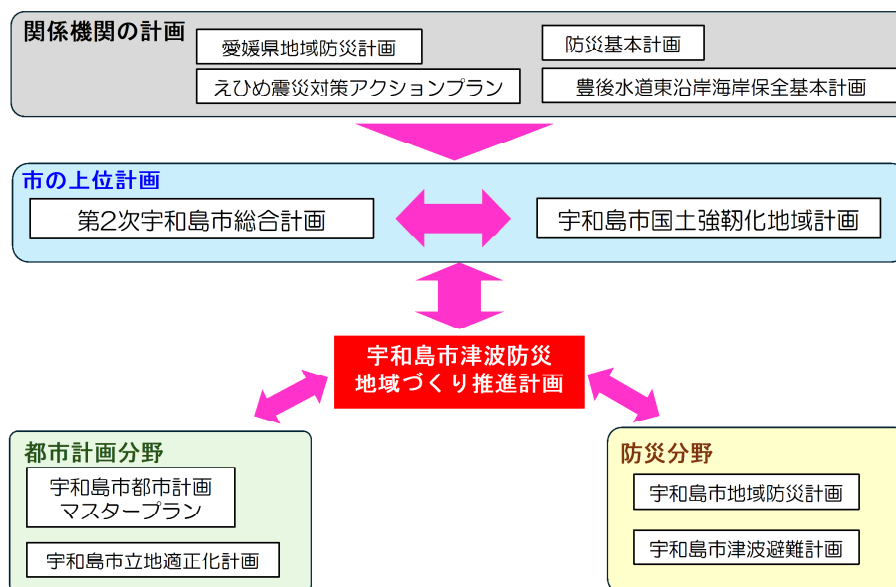 関係機関の計画
愛媛県地域防災計画
防災基本計画
えひめ震災対策アクションプラン
豊後水道東沿岸海岸保全基本計画
市の上位計画
第2次宇和島市総合計画
宇和島市国土強靭化地域計画
宇和島市津波防災
地域づくり推進計画
都市計画分野
宇和島市都市計画
マスタープラン
宇和島市立地適正化計画
防災分野
宇和島市地域防災計画
宇和島市津波避難計画